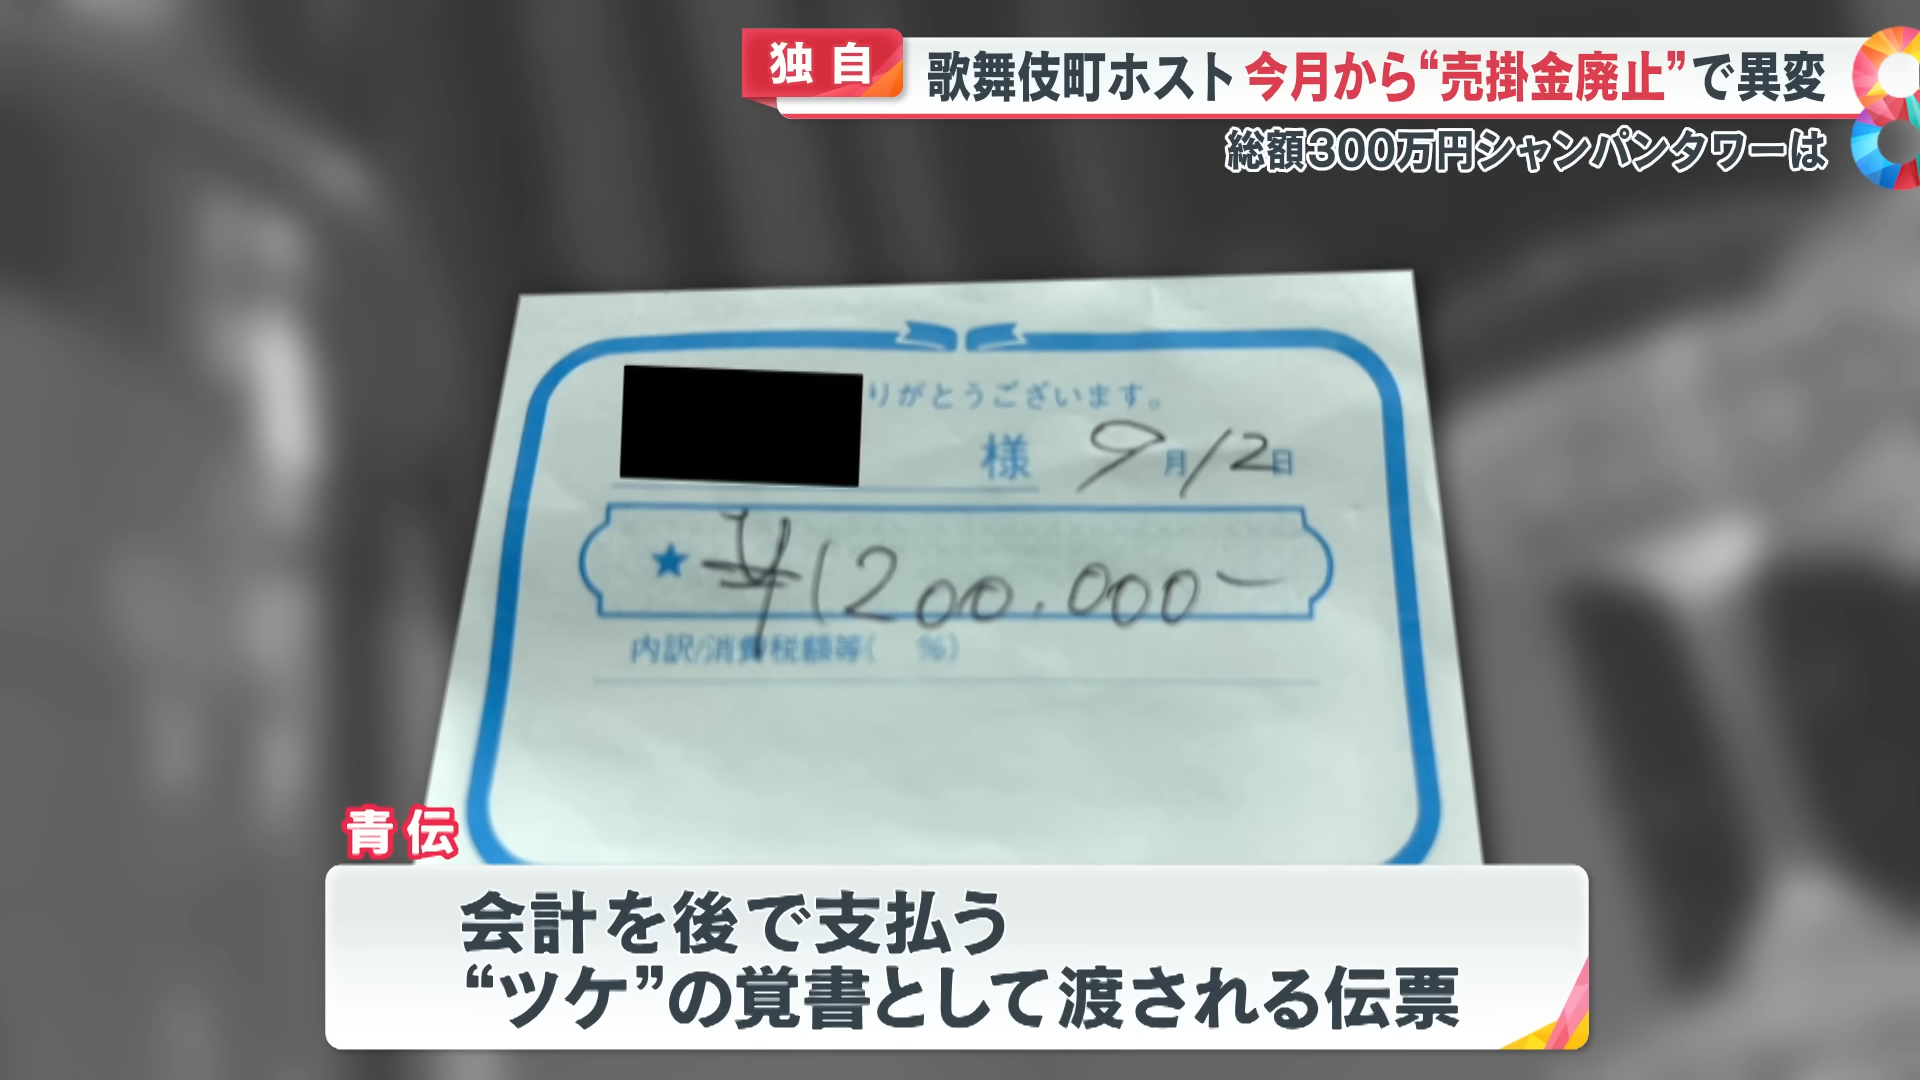 独自
歌舞伎町ホスト 今月から“売掛金廃止”で異変
総額300万円シャンパンタワーは
りがとうございます。
様 9月12日
★ ¥1200.000-
内訳/消費税額等( %)
青伝
会計を後で支払う
“ツケ”の覚書として渡される伝票